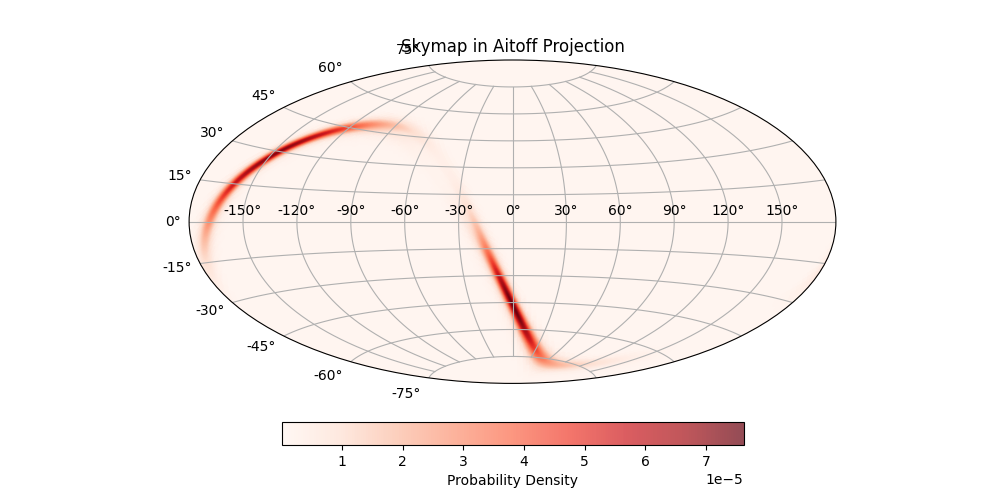 75°
Skymap in Aitoff Projection
60°
45°
30°
15°
-150° -120° -90° -60° -30° 0° 30° 60° 90° 120° 150°
0°
-15°
-30°
-45°
-60°
-75°
1 2 3 4 5 6 7
Probability Density
1e−5